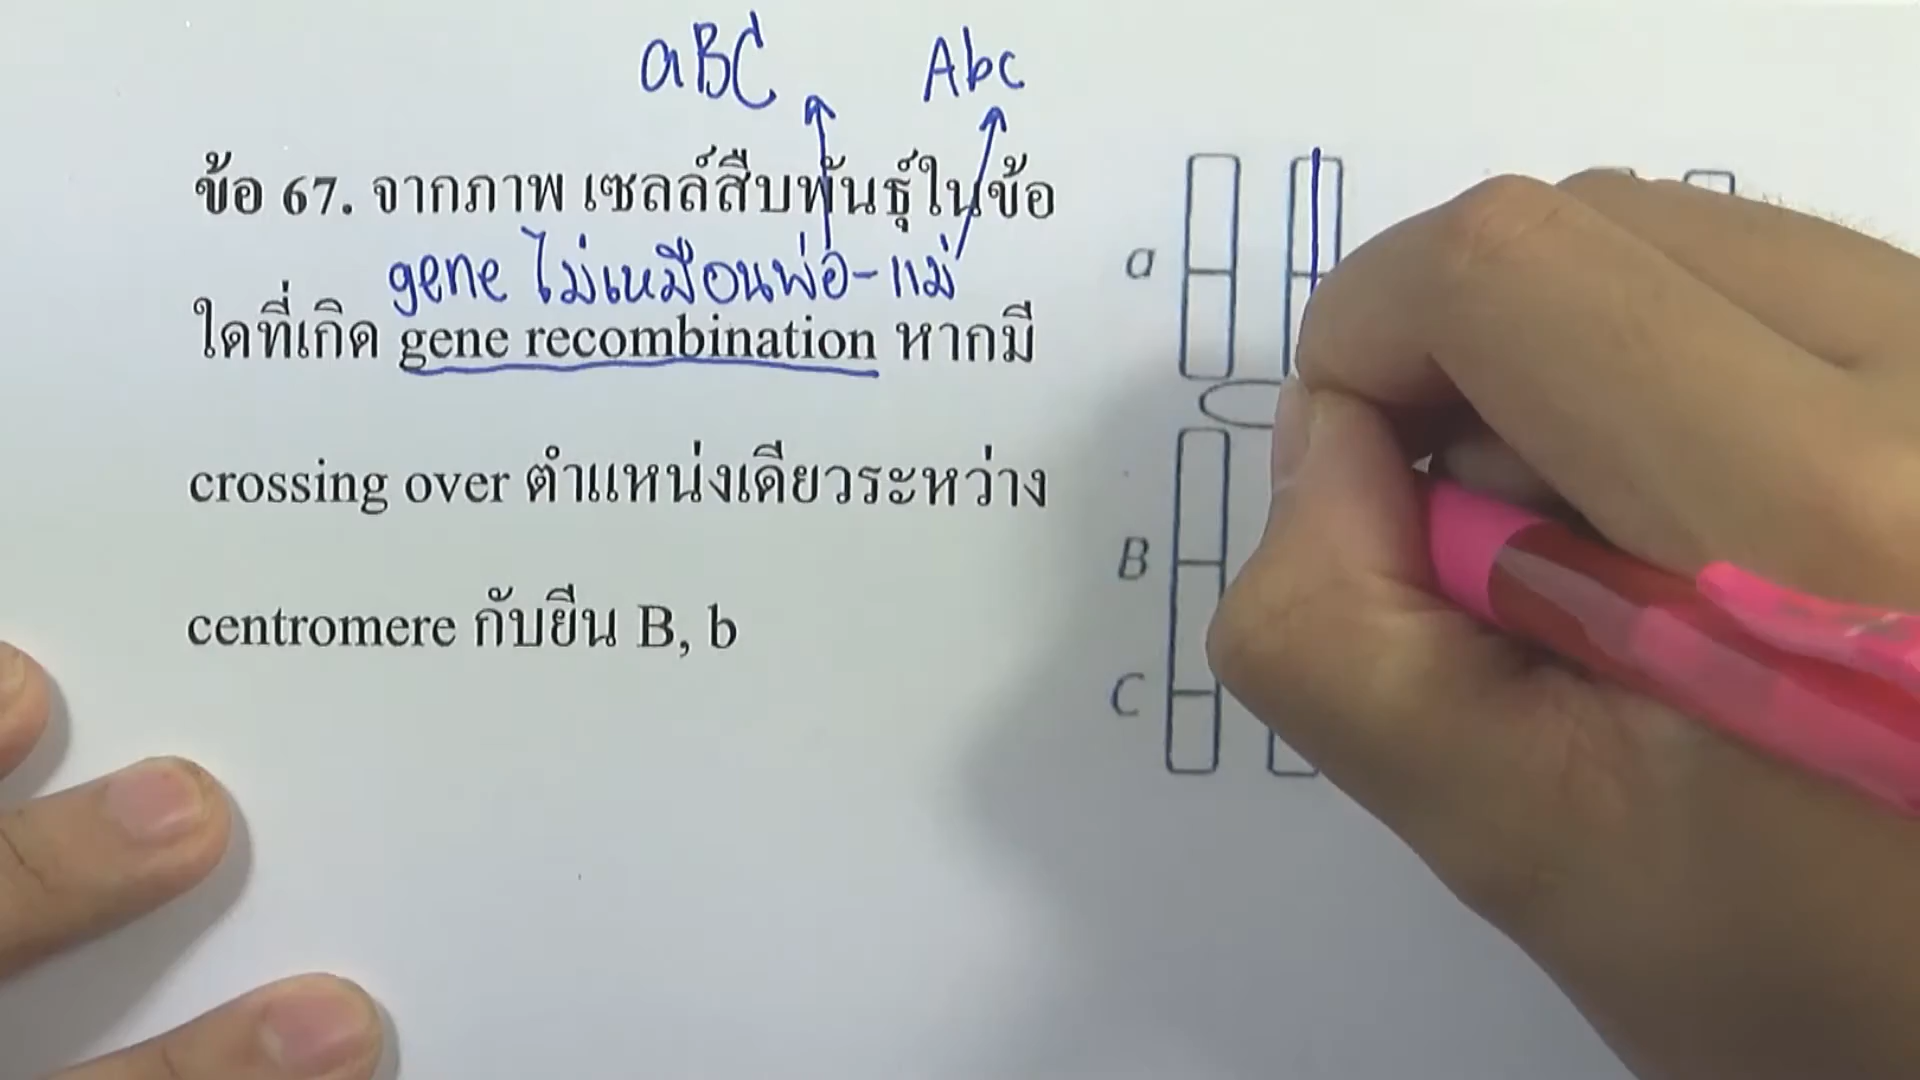 aBC Abc
ข้อ 67. จากภาพ เซลล์สืบพันธุ์ในข้อ
gene ไม่เหมือนพ่อ-แม่
ใดที่เกิด gene recombination หากมี
crossing over ตำแหน่งเดียวระหว่าง
centromere กับยีน B, b
a
B
C